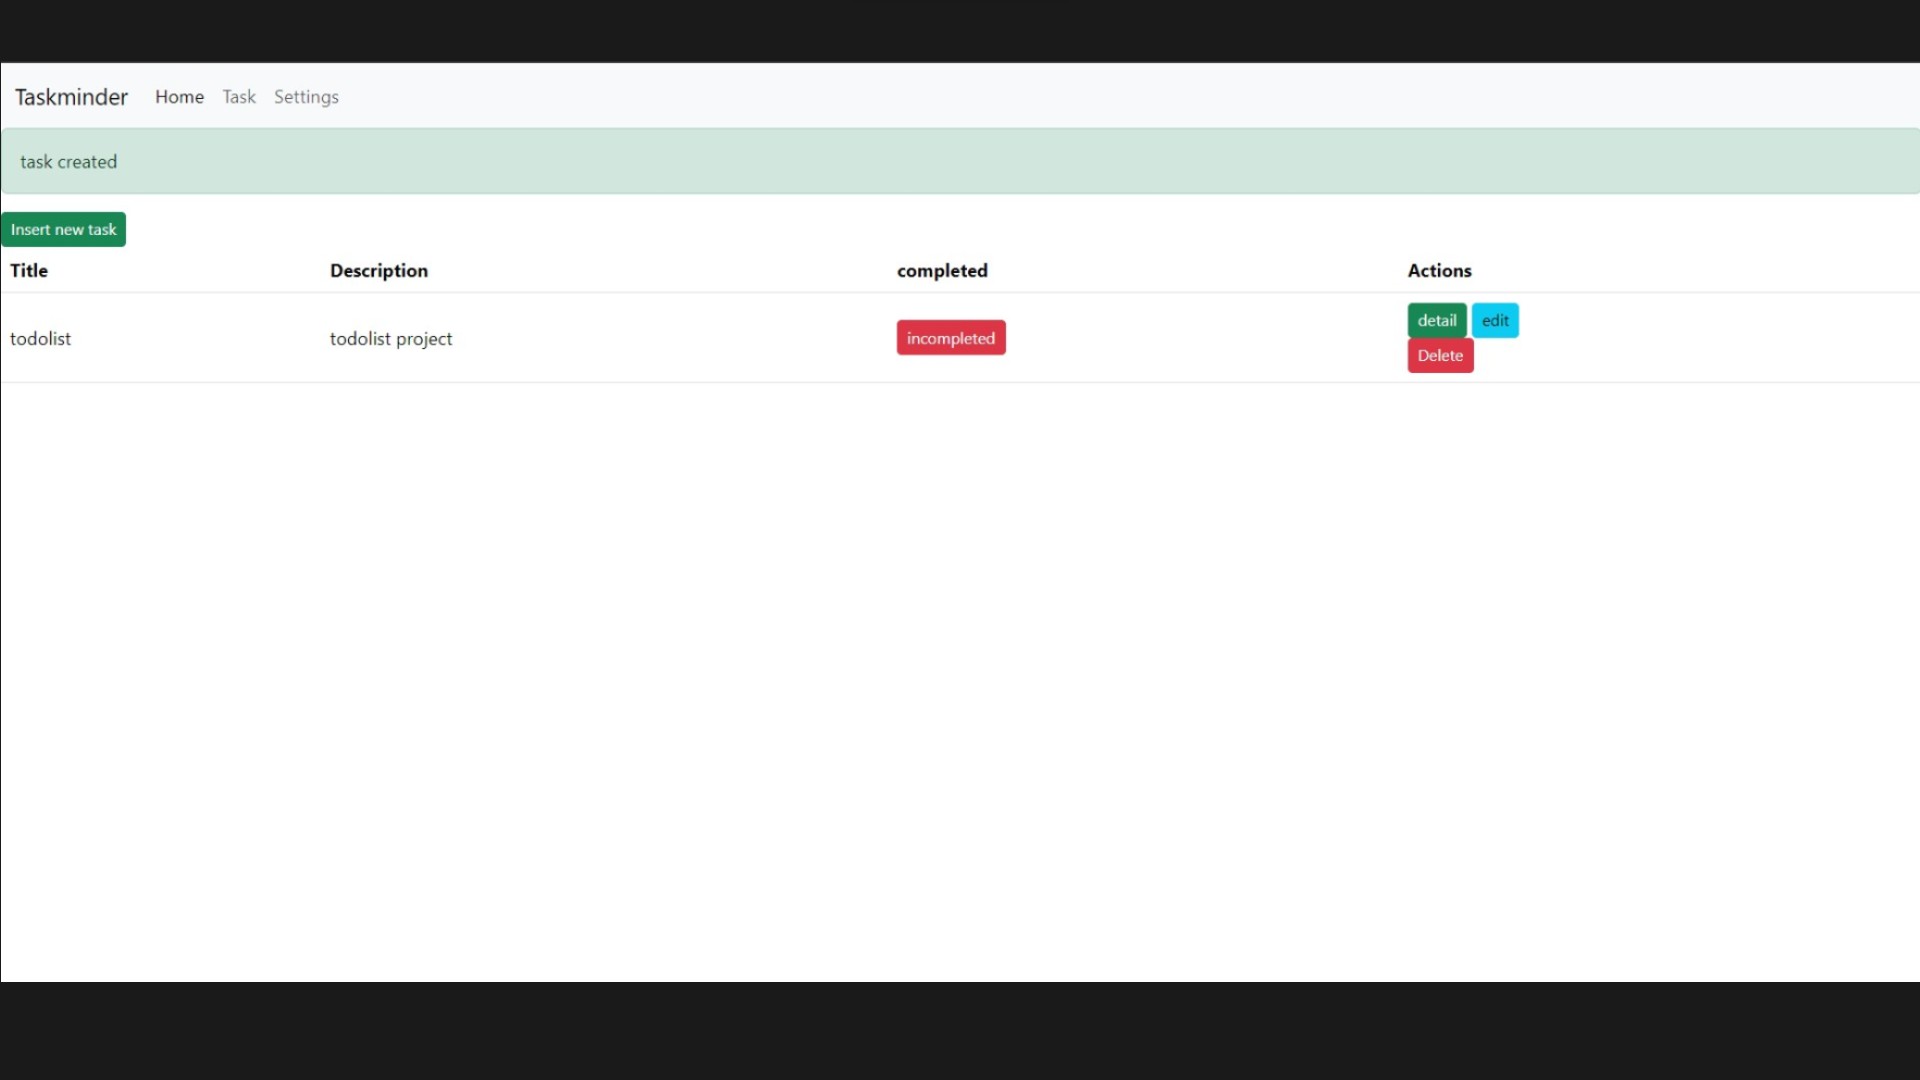 Taskminder Home Task Settings
task created
Insert new task
Title Description completed Actions
todolist todolist project incompleted detail edit
Delete